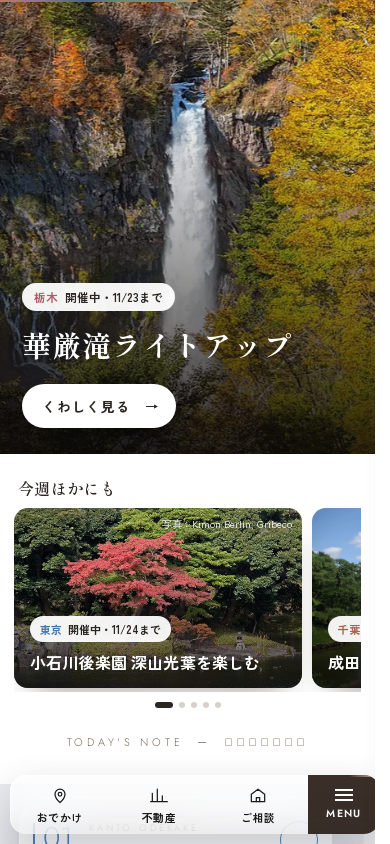 栃木 開催中・11/23まで
華厳滝ライトアップ
くわしく見る →
今週ほかにも
写真：Kimon Berlin, Gribeco
東京 開催中・11/24まで
小石川後楽園 深山光葉を楽しむ
千葉
成田
TODAY'S NOTE — □□□□□□□
01
おでかけ
不動産
ご相談
MENU